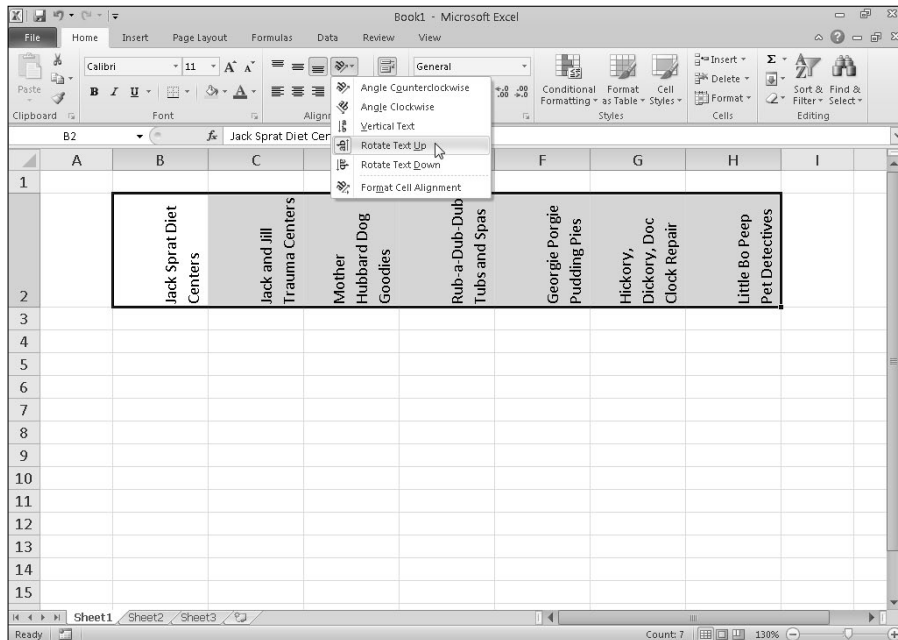 Book1 - Microsoft Excel
File Home Insert Page Layout Formulas Data Review View
Calibri 11 A A General Insert
Delete
Paste B I U A Conditional Format Cell Format Sort & Find &
Formatting as Table Styles Filter Select
Clipboard Font Alignm Styles Cells Editing
Angle Counterclockwise
Angle Clockwise
Vertical Text
Rotate Text Up
Rotate Text Down
Format Cell Alignment
B2 fx Jack Sprat Diet Cen
A B C F G H I
1
2
Jack Sprat Diet
Centers
Jack and Jill
Trauma Centers
Mother
Hubbard Dog
Goodies
Rub-a-Dub-Dub
Tubs and Spas
Georgie Porgie
Pudding Pies
Hickory,
Dickory, Doc
Clock Repair
Little Bo Peep
Pet Detectives
3
4
5
6
7
8
9
10
11
12
13
14
15
Sheet1 Sheet2 Sheet3
Ready Count: 7 130%